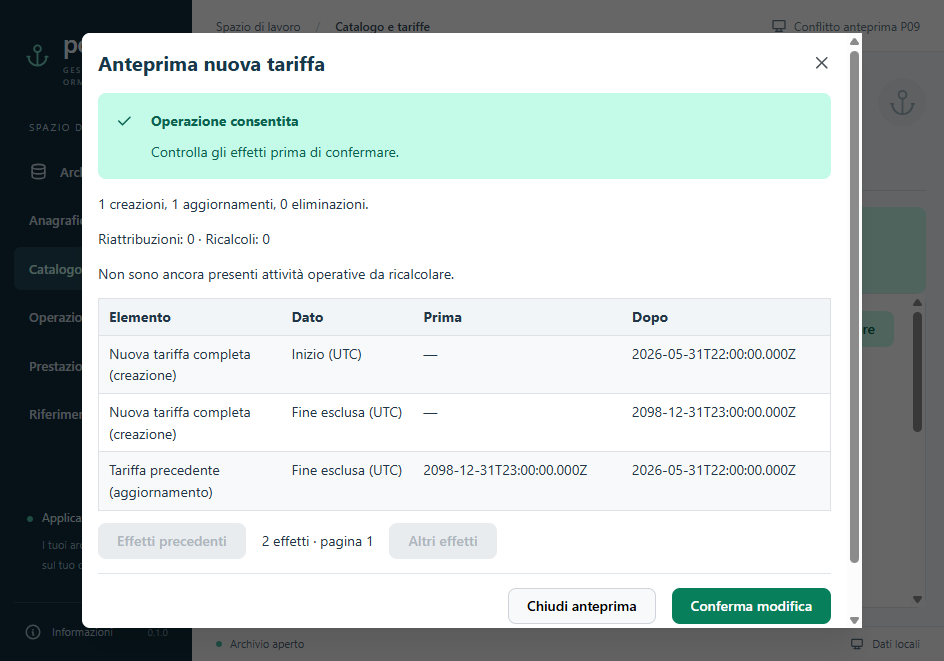 Spazio di lavoro / Catalogo e tariffe
Conflitto anteprima P09
Anteprima nuova tariffa
Operazione consentita
Controlla gli effetti prima di confermare.
1 creazioni, 1 aggiornamenti, 0 eliminazioni.
Riattribuzioni: 0 · Ricalcoli: 0
Non sono ancora presenti attività operative da ricalcolare.
Elemento Dato Prima Dopo
Nuova tariffa completa (creazione) Inizio (UTC) — 2026-05-31T22:00:00.000Z
Nuova tariffa completa (creazione) Fine esclusa (UTC) — 2098-12-31T23:00:00.000Z
Tariffa precedente (aggiornamento) Fine esclusa (UTC) 2098-12-31T23:00:00.000Z 2026-05-31T22:00:00.000Z
Effetti precedenti 2 effetti · pagina 1 Altri effetti
Chiudi anteprima Conferma modifica
po
GES
ORM
SPAZIO D
Arch
Anagrafi
Catalogo
Operazio
Prestazio
Riferimen
Applica
I tuoi ar
sul tuo c
Informazioni 0.1.0
re
Archivio aperto
Dati locali